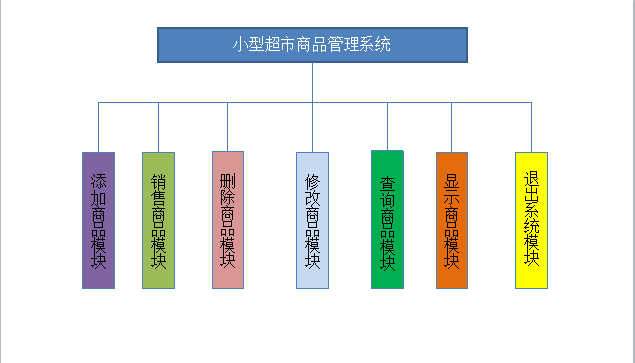 小型超市商品管理系统
添加商品模块
销售商品模块
删除商品模块
修改商品模块
查询商品模块
显示商品模块
退出系统模块